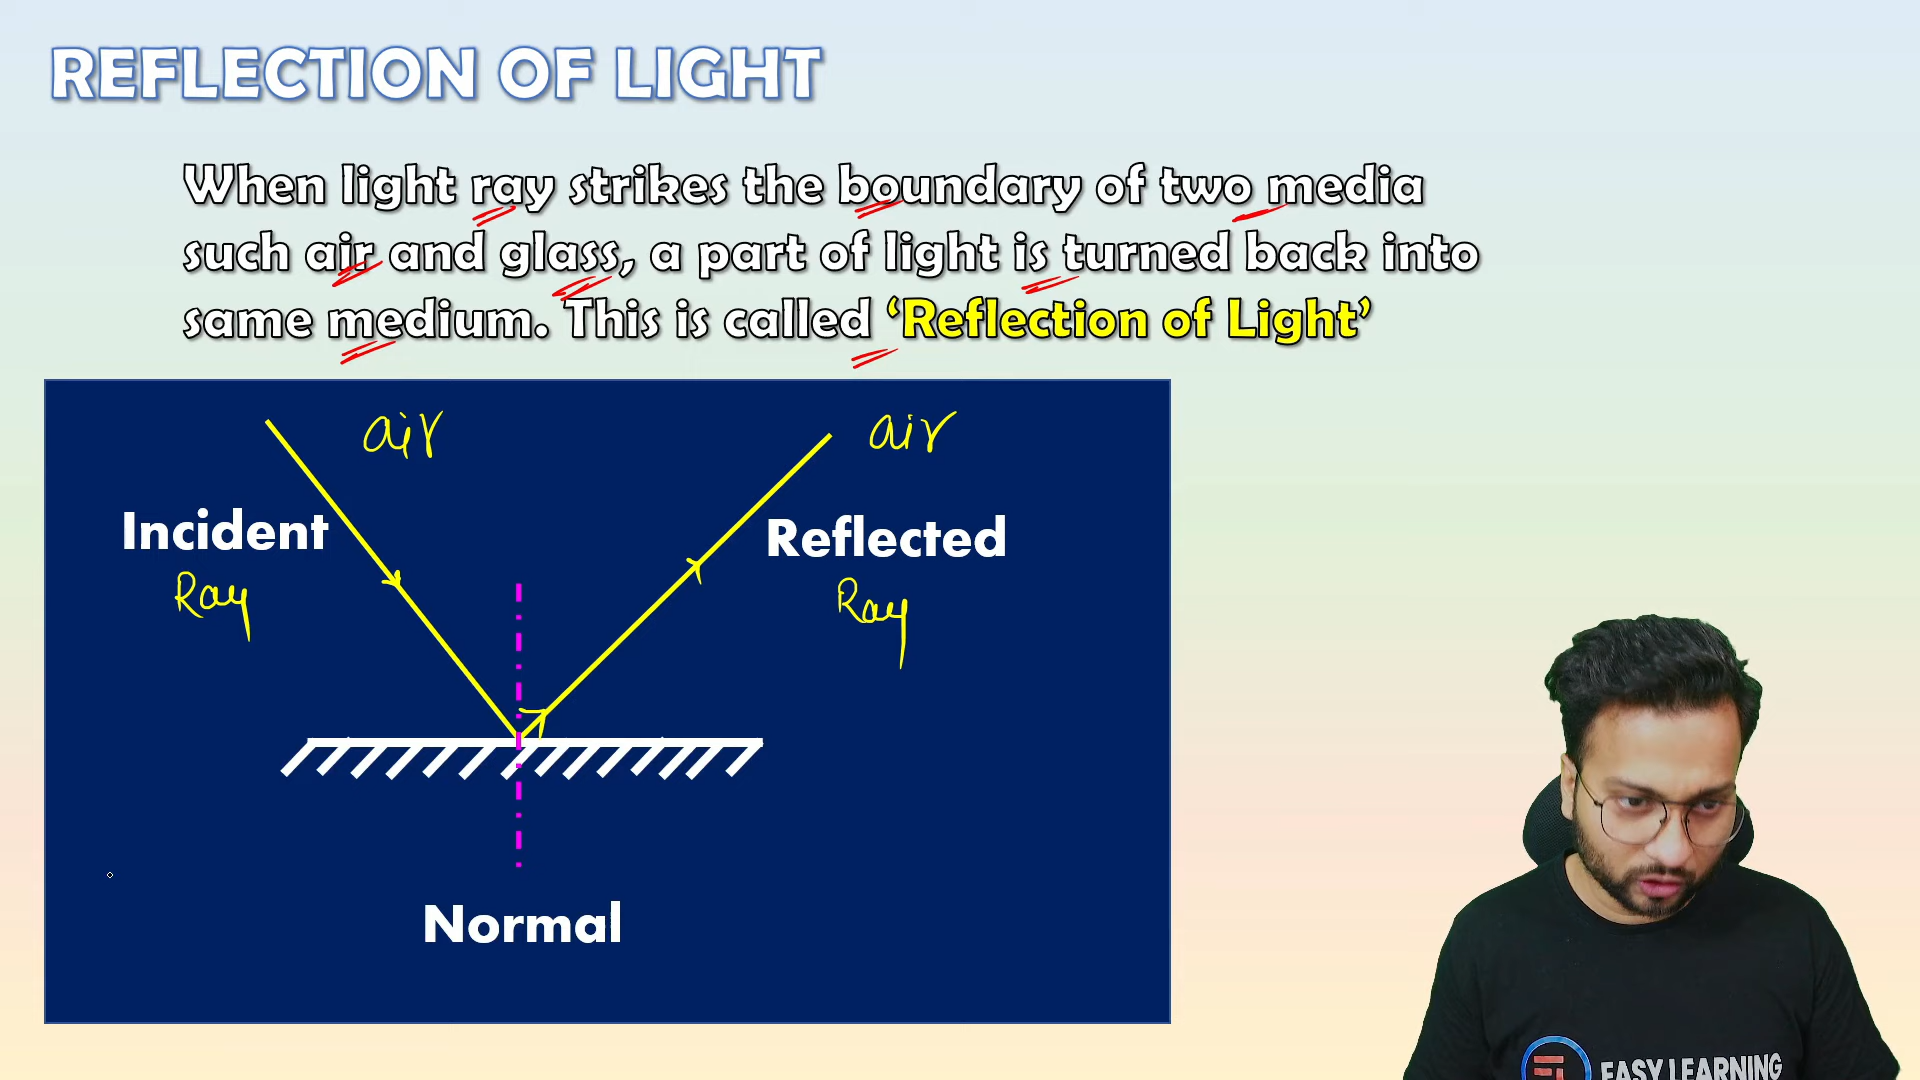 REFLECTION OF LIGHT
When light ray strikes the boundary of two media
such air and glass, a part of light is turned back into
same medium. This is called ‘Reflection of Light’
air air
Incident Reflected
Ray Ray
Normal
EASY LEARNING